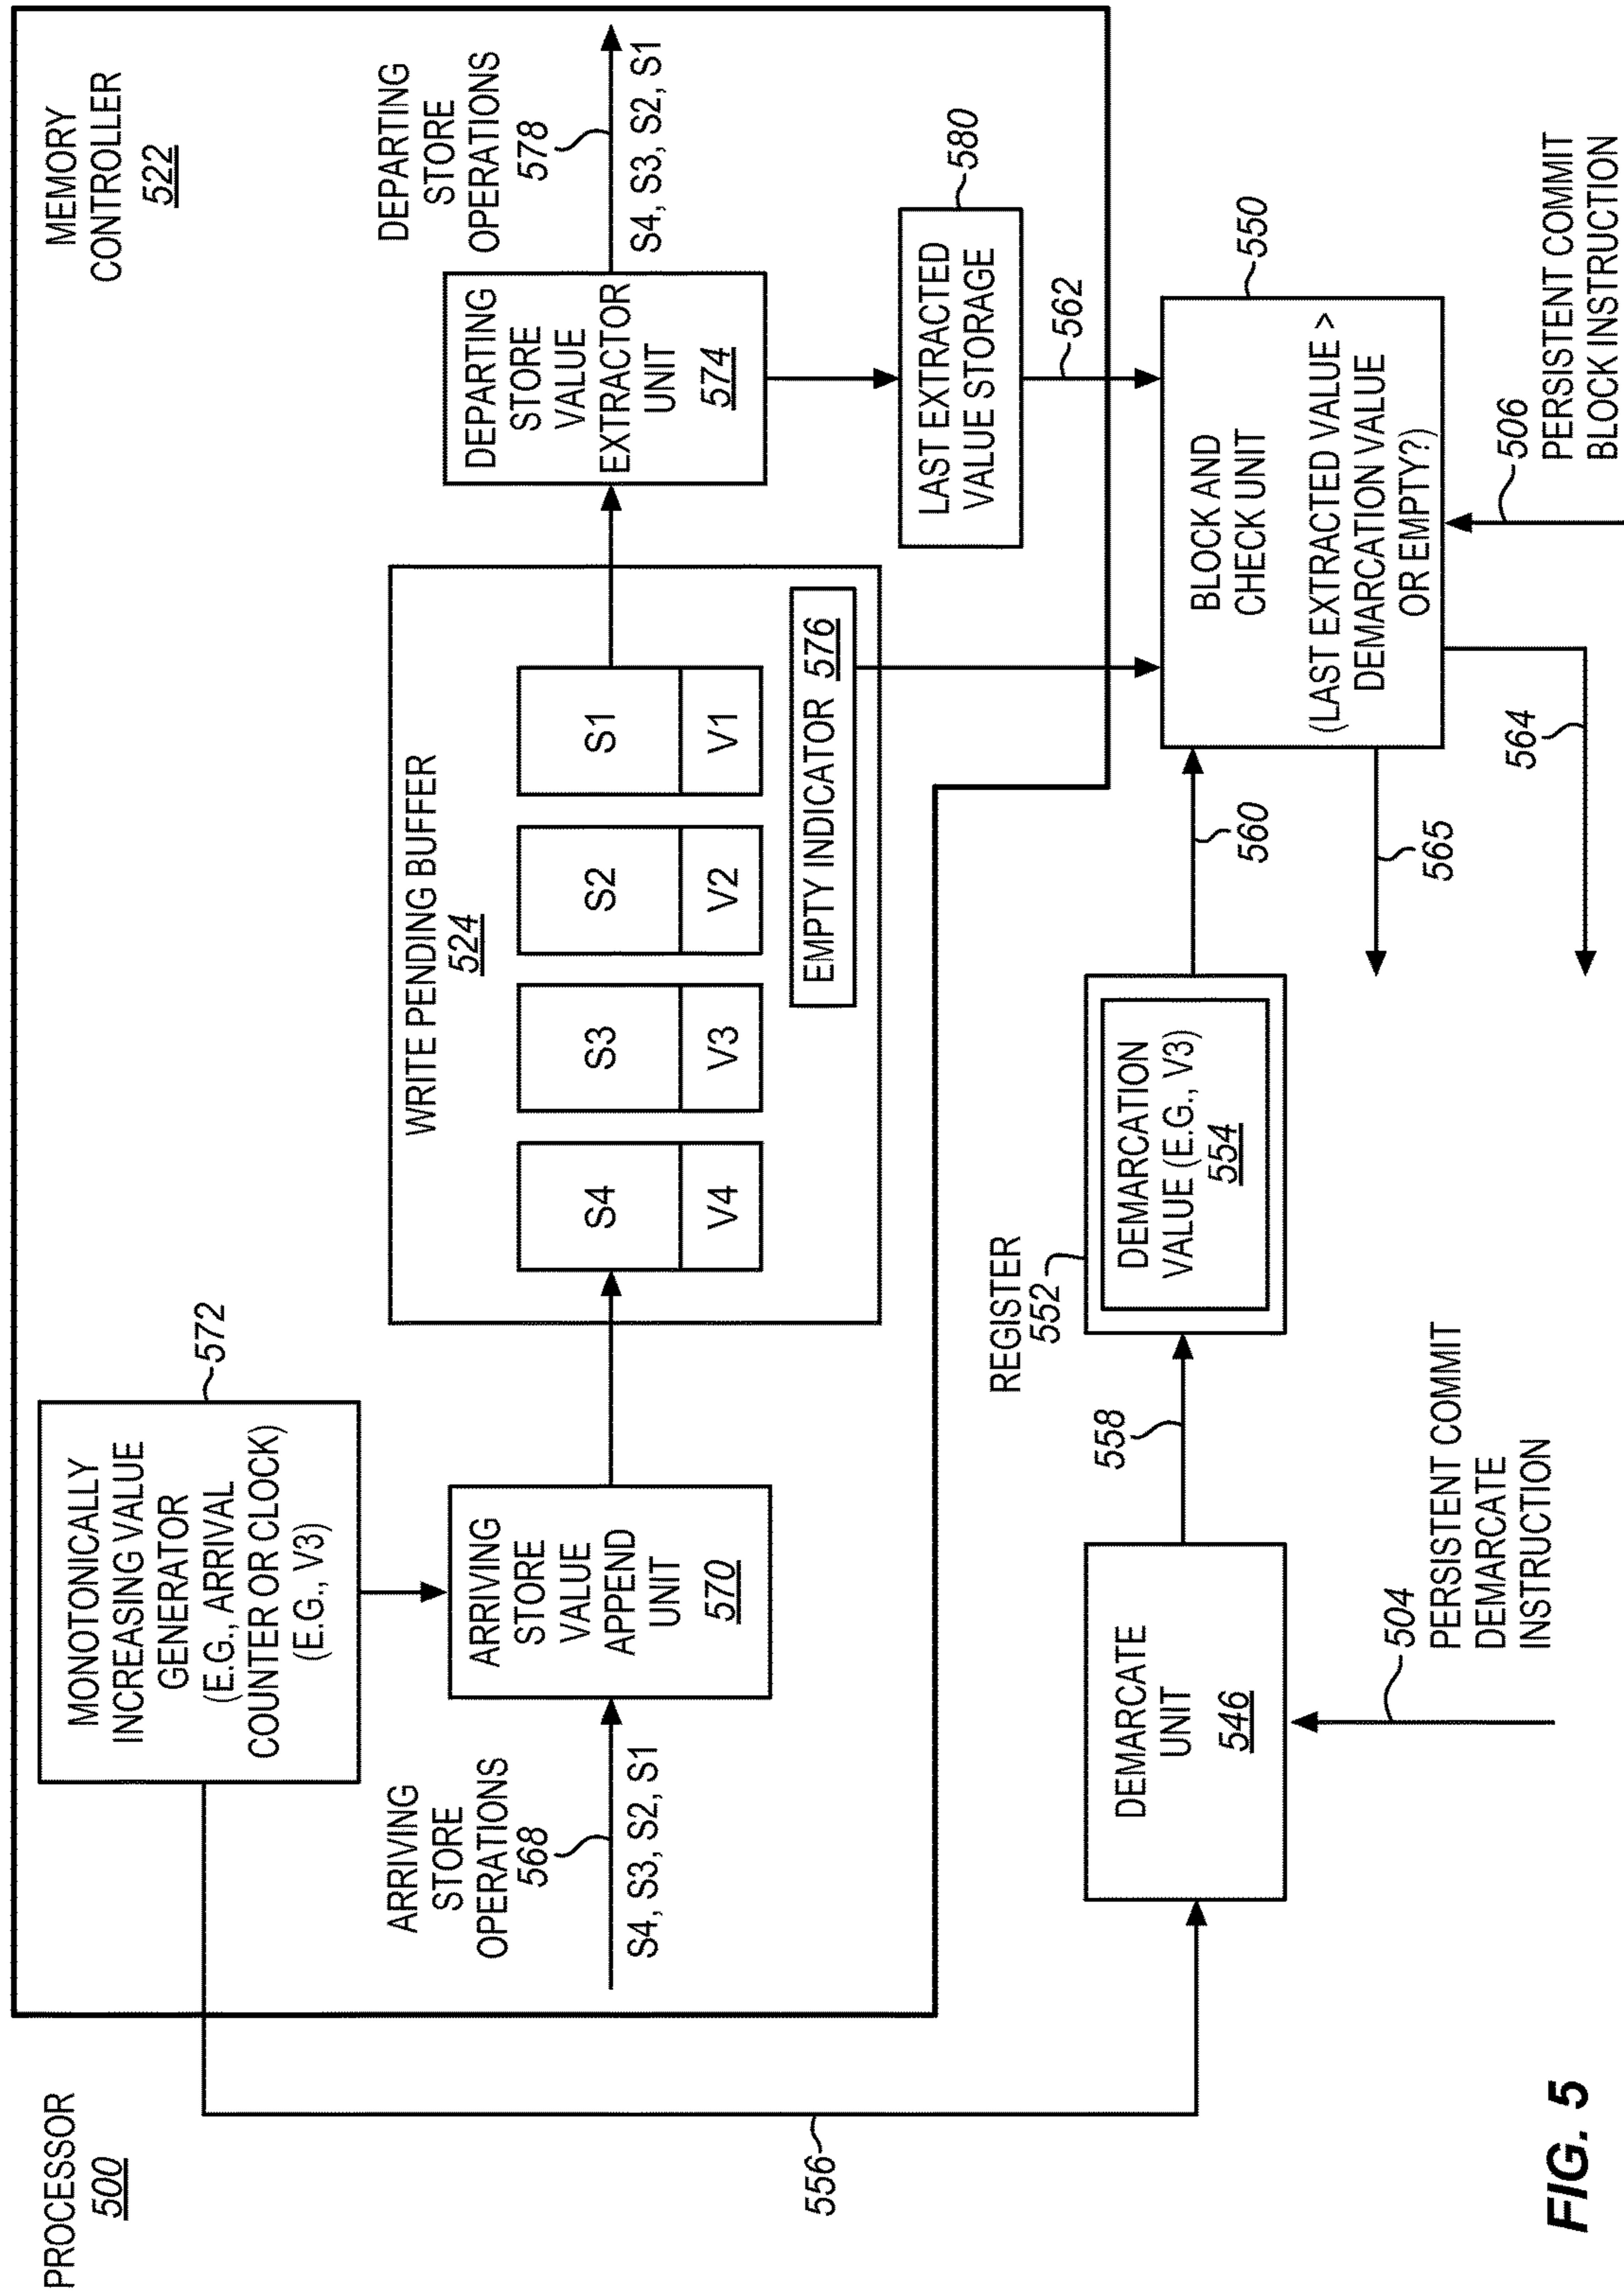 PROCESSOR
500
MEMORY
CONTROLLER
522
MONOTONICALLY
INCREASING VALUE
GENERATOR
(E.G., ARRIVAL
COUNTER OR CLOCK)
(E.G., V3)
572
ARRIVING
STORE
OPERATIONS
568
S4, S3, S2, S1
ARRIVING
STORE
VALUE
APPEND
UNIT
570
WRITE PENDING BUFFER
524
S4
V4
S3
V3
S2
V2
S1
V1
EMPTY INDICATOR 576
DEPARTING
STORE
VALUE
EXTRACTOR
UNIT
574
DEPARTING
STORE
OPERATIONS
578
S4, S3, S2, S1
LAST EXTRACTED
VALUE STORAGE
580
562
556
DEMARCATE
UNIT
546
504
PERSISTENT COMMIT
DEMARCATE
INSTRUCTION
558
REGISTER
552
DEMARCATION
VALUE (E.G., V3)
554
560
565
564
BLOCK AND
CHECK UNIT
(LAST EXTRACTED VALUE >
DEMARCATION VALUE
OR EMPTY?)
550
506
PERSISTENT COMMIT
BLOCK INSTRUCTION
FIG. 5